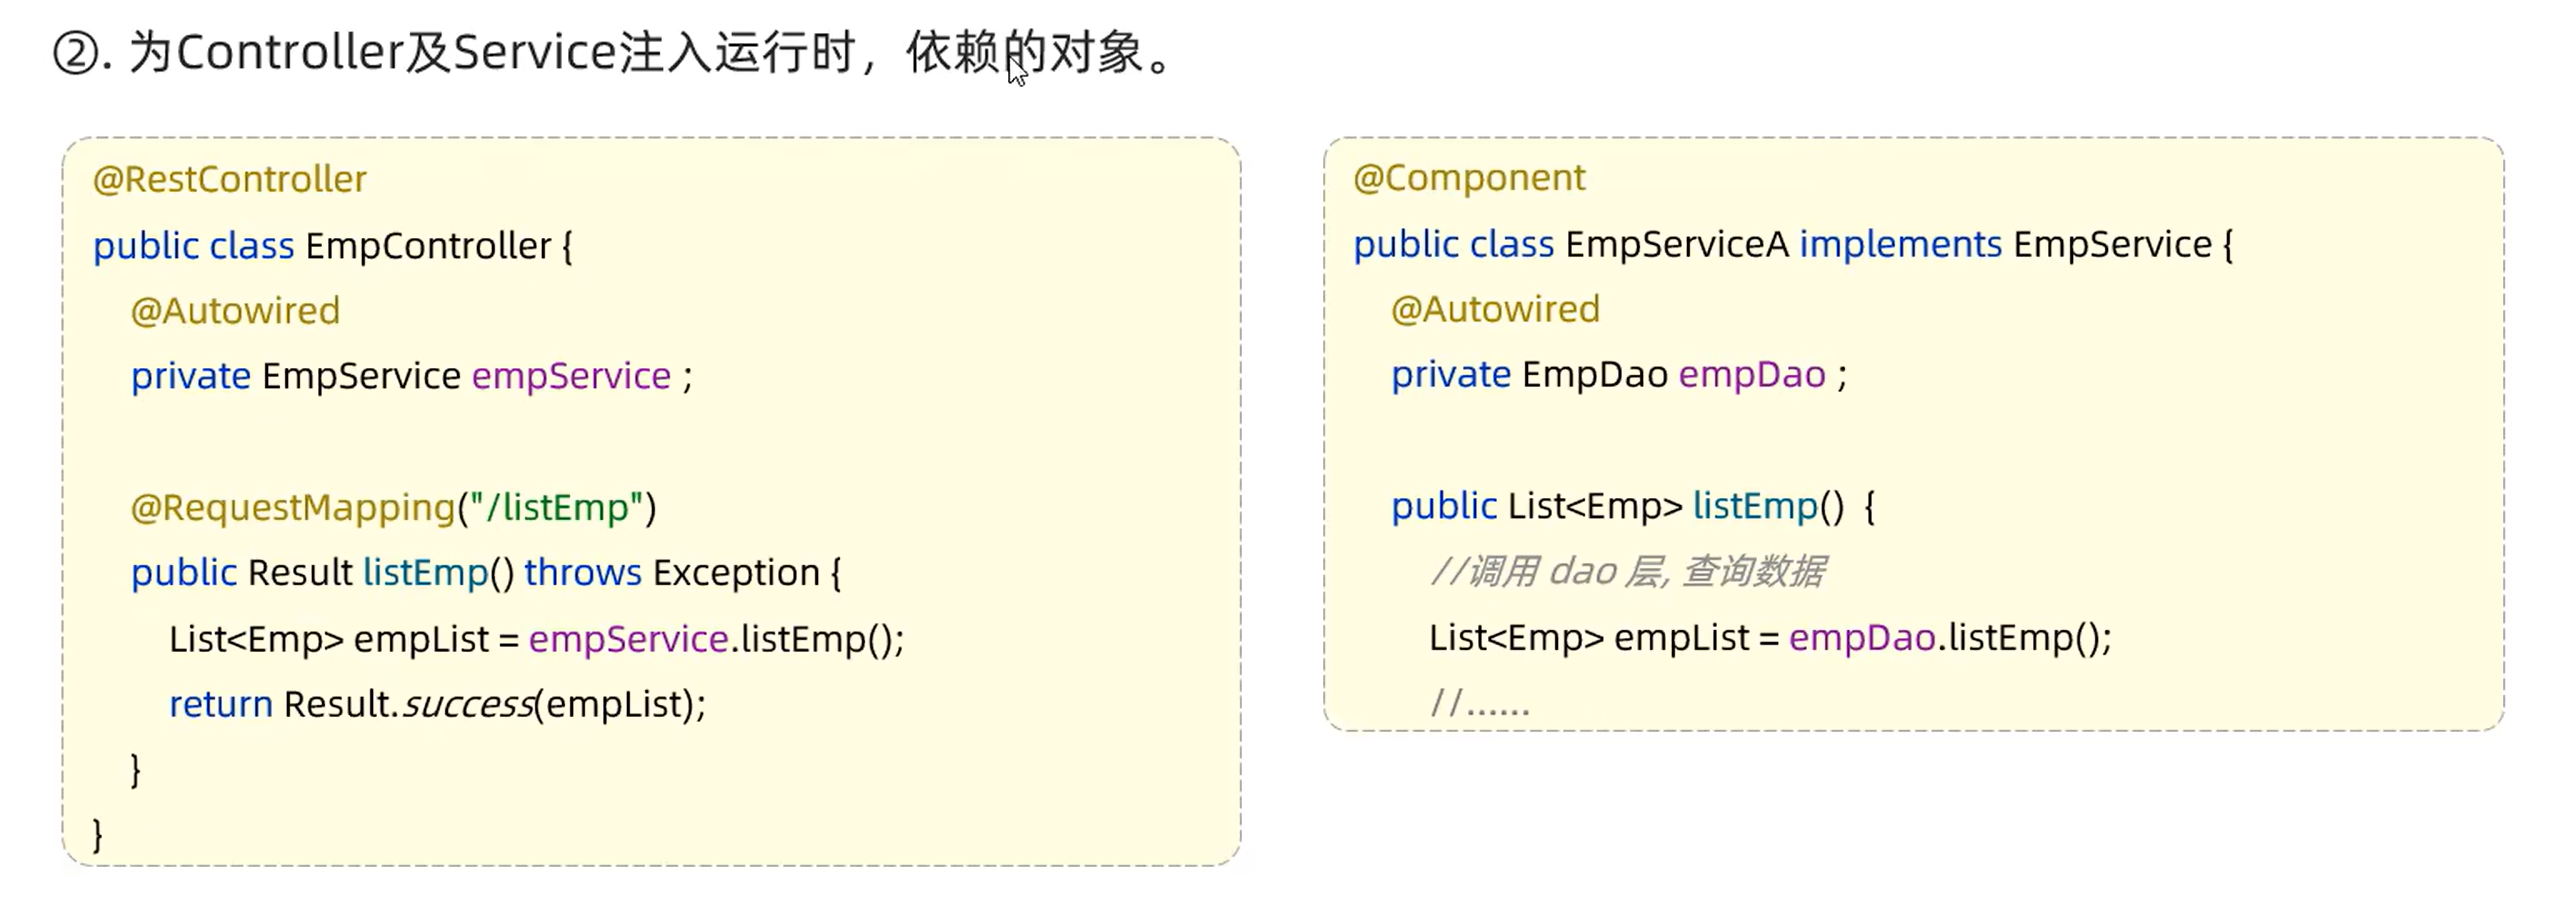 ②. 为Controller及Service注入运行时，依赖的对象。
@RestController
public class EmpController {
@Autowired
private EmpService empService ;
@RequestMapping("/listEmp")
public Result listEmp() throws Exception {
List<Emp> empList = empService.listEmp();
return Result.success(empList);
}
}
@Component
public class EmpServiceA implements EmpService {
@Autowired
private EmpDao empDao ;
public List<Emp> listEmp()  {
//调用 dao 层, 查询数据
List<Emp> empList = empDao.listEmp();
//......